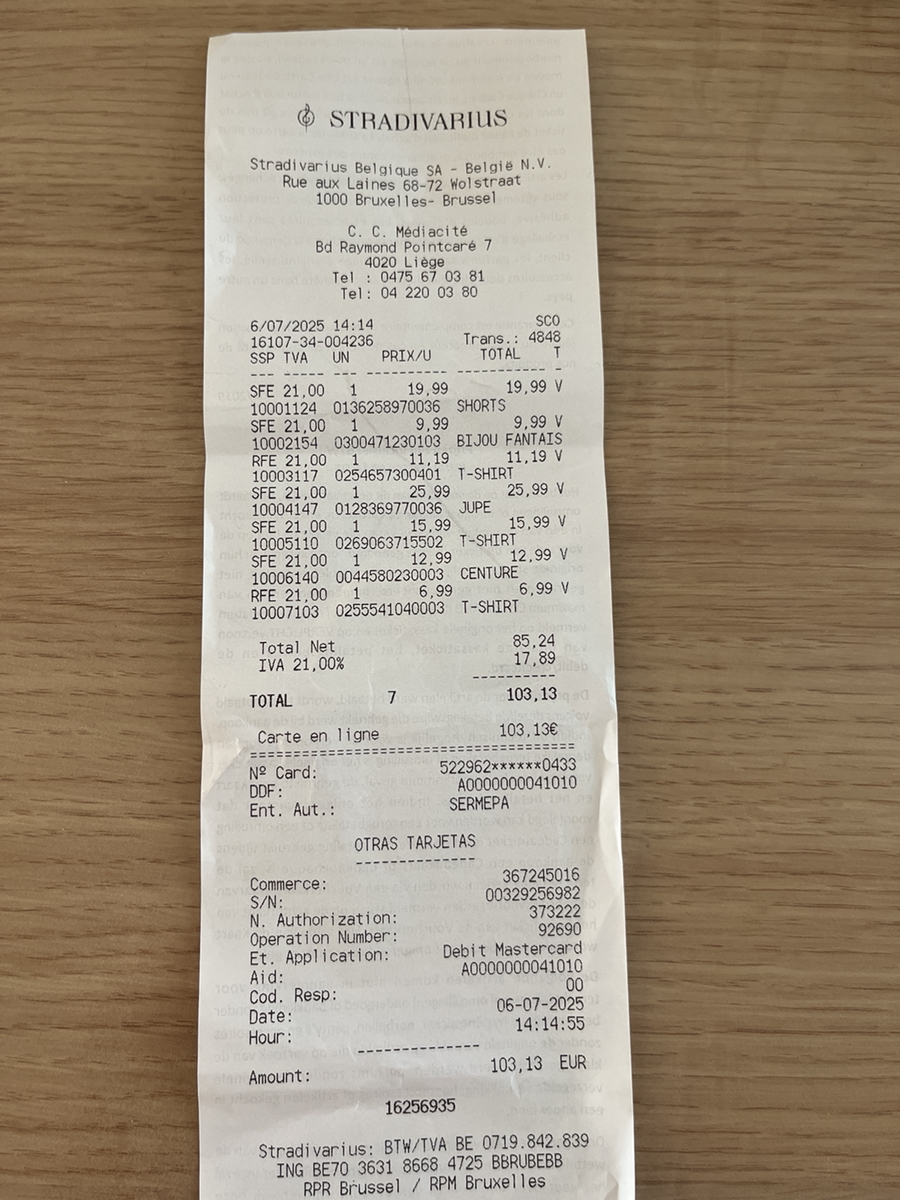 STRADIVARIUS
Stradivarius Belgique SA - België N.V.
Rue aux Laines 68-72 Wolstraat
1000 Bruxelles- Brussel
C. C. Médiacité
Bd Raymond Pointcaré 7
4020 Liège
Tel : 0475 67 03 81
Tel: 04 220 03 80
6/07/2025 14:14 SCO
16107-34-004236 Trans.: 4848
SSP TVA UN PRIX/U TOTAL T
--- ----- --- ---------- ----------- -
SFE 21,00 1 19,99 19,99 V
10001124 0136258970036 SHORTS
SFE 21,00 1 9,99 9,99 V
10002154 0300471230103 BIJOU FANTAIS
RFE 21,00 1 11,19 11,19 V
10003117 0254657300401 T-SHIRT
SFE 21,00 1 25,99 25,99 V
10004147 0128369770036 JUPE
SFE 21,00 1 15,99 15,99 V
10005110 0269063715502 T-SHIRT
SFE 21,00 1 12,99 12,99 V
10006140 0044580230003 CENTURE
RFE 21,00 1 6,99 6,99 V
10007103 0255541040003 T-SHIRT
Total Net 85,24
IVA 21,00% 17,89
----------
TOTAL 7 103,13
Carte en ligne 103,13€
======================================
Nº Card: 522962******0433
DDF: A0000000041010
Ent. Aut.: SERMEPA
OTRAS TARJETAS
--------------
Commerce: 367245016
S/N: 00329256982
N. Authorization: 373222
Operation Number: 92690
Et. Application: Debit Mastercard
Aid: A0000000041010
Cod. Resp: 00
Date: 06-07-2025
Hour: 14:14:55
--------------
Amount: 103,13 EUR
16256935
Stradivarius: BTW/TVA BE 0719.842.839
ING BE70 3631 8668 4725 BBRUBEBB
RPR Brussel / RPM Bruxelles